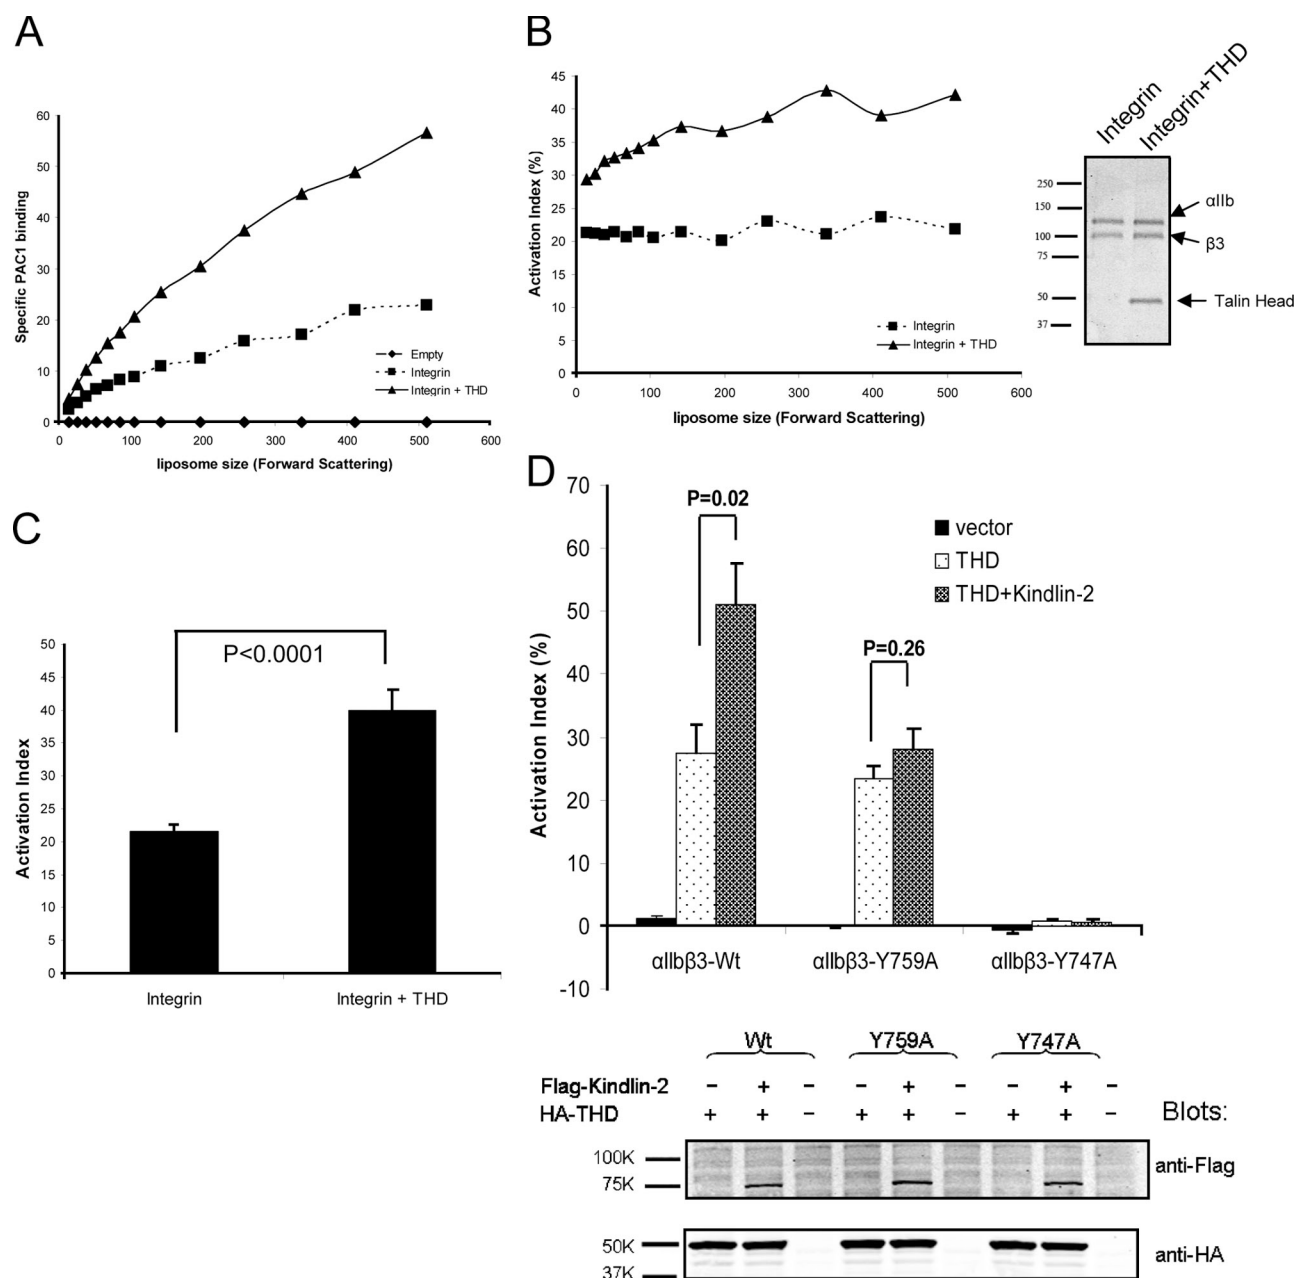 A
60
50
40
30
20
10
0
Specific PAC1 binding
Empty
Integrin
Integrin + THD
0 100 200 300 400 500 600
liposome size (Forward Scattering)
B
45
40
35
30
25
20
15
10
5
0
Activation Index (%)
Integrin
Integrin + THD
0 100 200 300 400 500 600
liposome size (Forward Scattering)
Integrin
Integrin+THD
250
150
100
75
50
37
αIIb
β3
Talin Head
C
50
45
40
35
30
25
20
15
10
5
0
Activation Index
P<0.0001
Integrin Integrin + THD
D
70
60
50
40
30
20
10
0
-10
Activation Index (%)
P=0.02
P=0.26
vector
THD
THD+Kindlin-2
αIIbβ3-Wt αIIbβ3-Y759A αIIbβ3-Y747A
Wt Y759A Y747A
Flag-Kindlin-2 − + − − + − − + −
HA-THD + + − + + − + + −
Blots:
100K
75K
anti-Flag
50K
37K
anti-HA